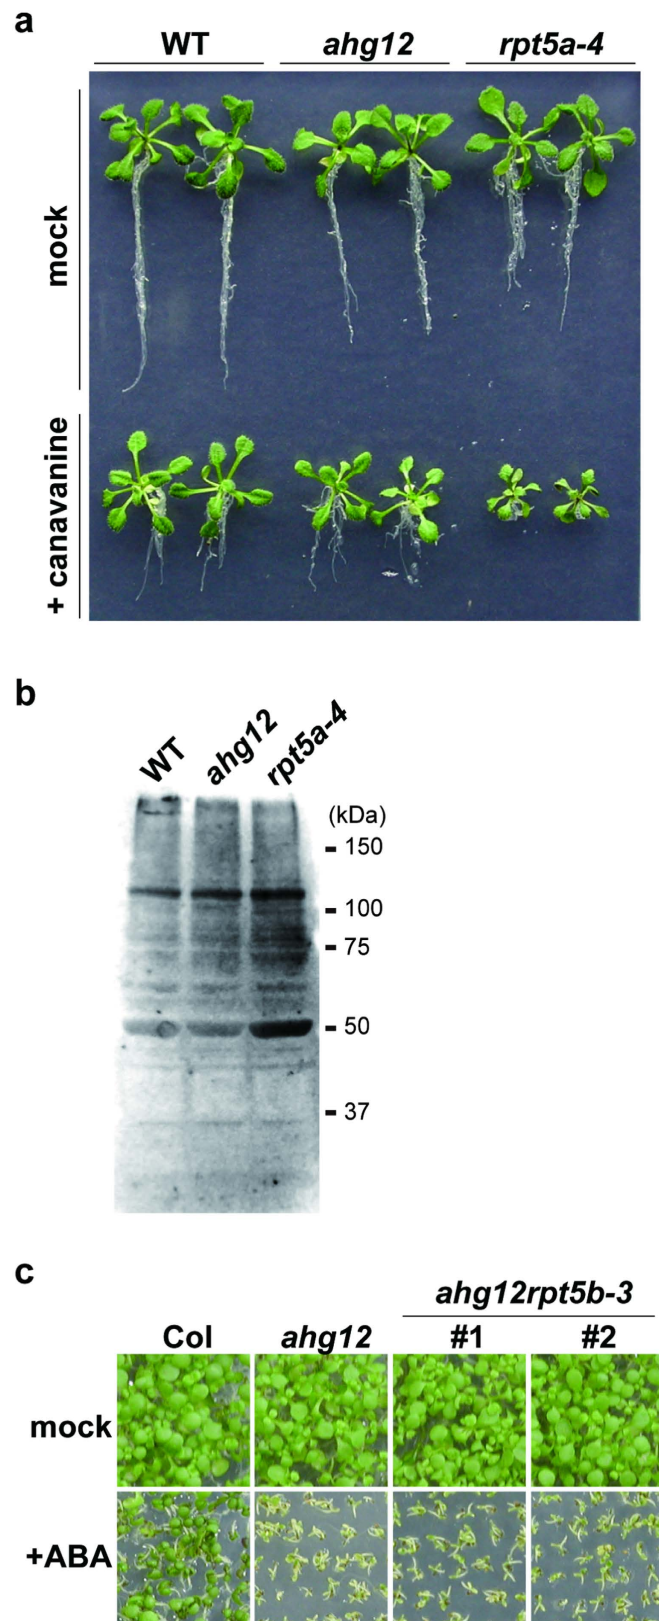 a
WT ahg12 rpt5a-4
mock
+ canavanine
b
WT ahg12 rpt5a-4
(kDa)
150
100
75
50
37
c
ahg12rpt5b-3
Col ahg12 #1 #2
mock
+ABA